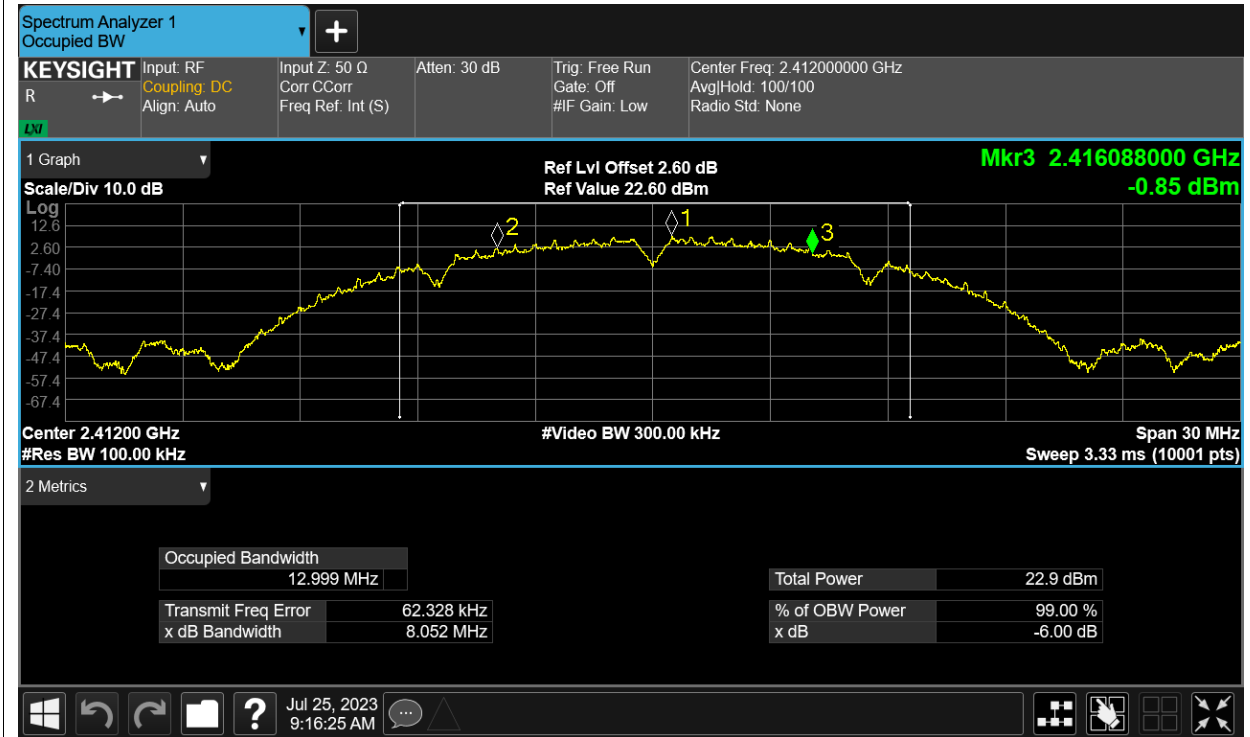 Spectrum Analyzer 1
Occupied BW
KEYSIGHT
R
LXI
Input: RF
Coupling: DC
Align: Auto
Input Z: 50 Ω
Corr CCorr
Freq Ref: Int (S)
Atten: 30 dB
Trig: Free Run
Gate: Off
#IF Gain: Low
Center Freq: 2.412000000 GHz
Avg|Hold: 100/100
Radio Std: None
1 Graph
Scale/Div 10.0 dB
Ref Lvl Offset 2.60 dB
Ref Value 22.60 dBm
Mkr3 2.416088000 GHz
-0.85 dBm
Log
12.6
2.60
-7.40
-17.4
-27.4
-37.4
-47.4
-57.4
-67.4
2
1
3
Center 2.41200 GHz
#Res BW 100.00 kHz
#Video BW 300.00 kHz
Span 30 MHz
Sweep 3.33 ms (10001 pts)
2 Metrics
Occupied Bandwidth
12.999 MHz
Transmit Freq Error 62.328 kHz
x dB Bandwidth 8.052 MHz
Total Power 22.9 dBm
% of OBW Power 99.00 %
x dB -6.00 dB
?
Jul 25, 2023
9:16:25 AM